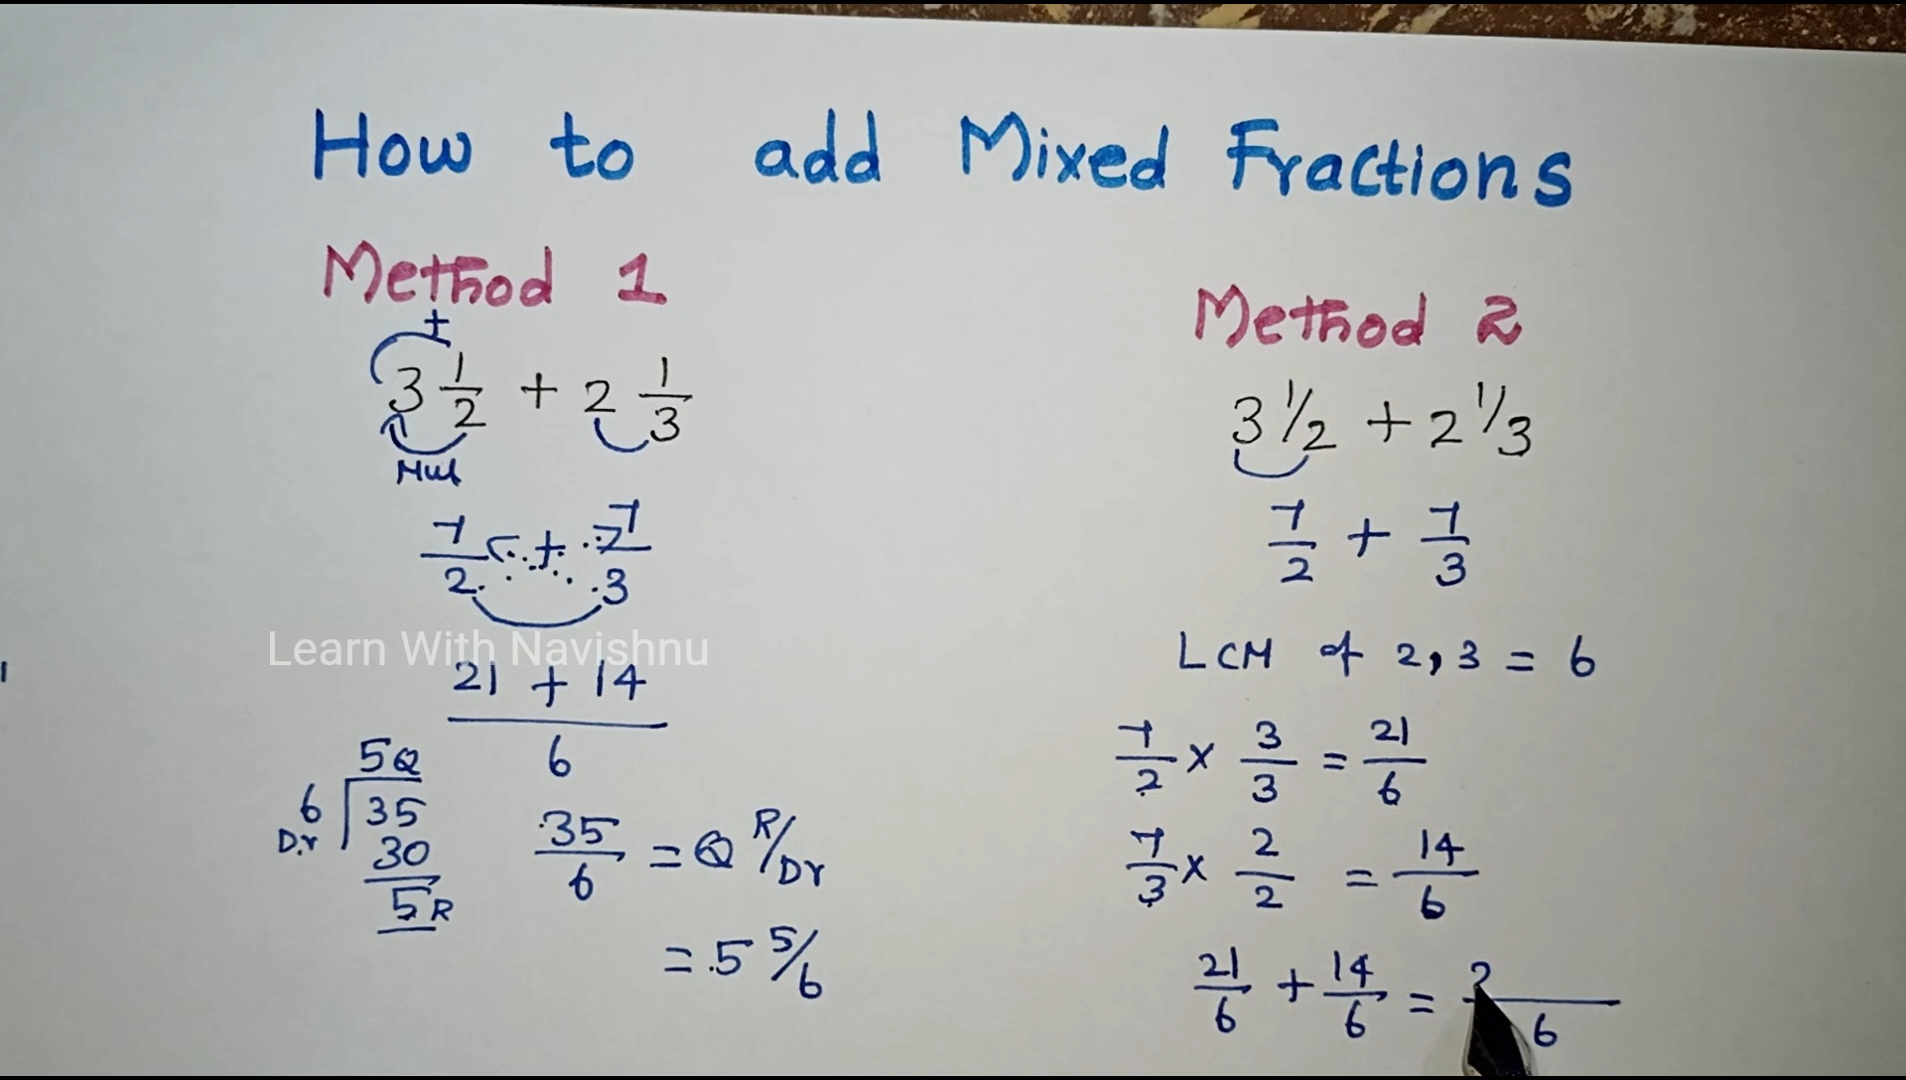 How to add Mixed Fractions
Method 1
+
3 1/2 + 2 1/3
Mul
7/2 + 7/3
Learn With Navishnu
21 + 14
6
5Q
6 35
Dr
30
5R
35/6 = Q R/Dr
= 5 5/6
Method 2
3 1/2 + 2 1/3
7/2 + 7/3
LCM of 2, 3 = 6
7/2 × 3/3 = 21/6
7/3 × 2/2 = 14/6
21/6 + 14/6 = 2/6